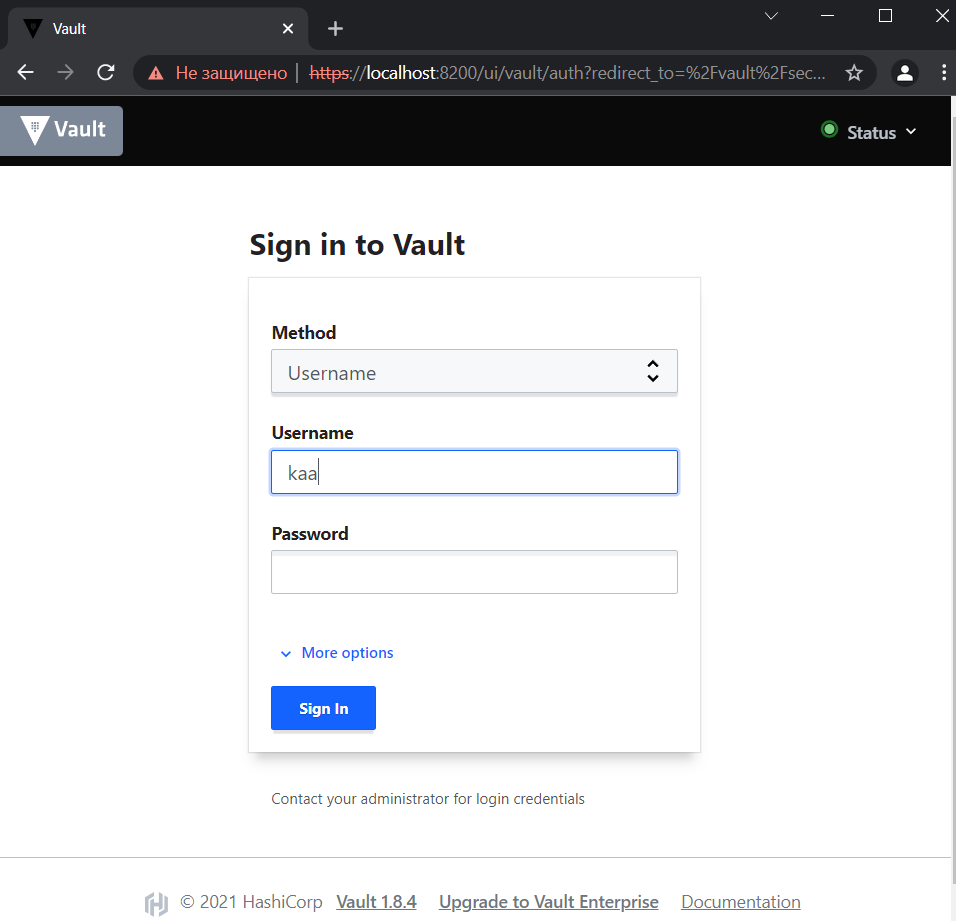 Vault
Не защищено | https://localhost:8200/ui/vault/auth?redirect_to=%2Fvault%2Fsec...
Vault
Status
Sign in to Vault
Method
Username
Username
kaa
Password
More options
Sign In
Contact your administrator for login credentials
© 2021 HashiCorp Vault 1.8.4 Upgrade to Vault Enterprise Documentation